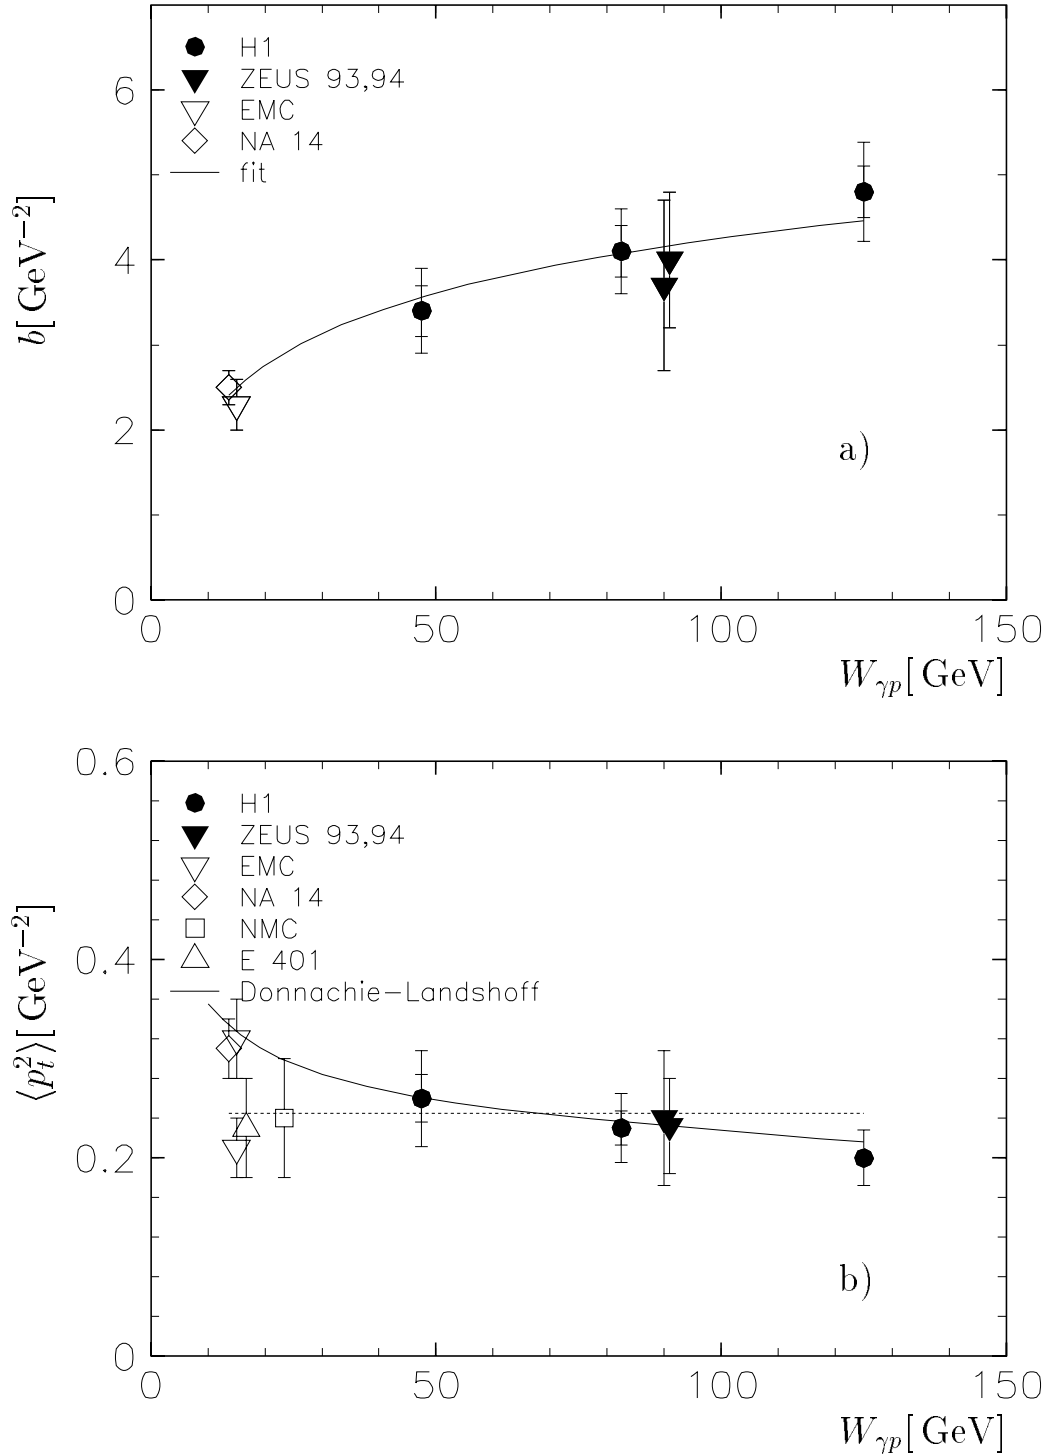 H1
ZEUS 93,94
EMC
NA 14
fit
6
4
2
0
b[ GeV⁻²]
a)
0 50 100 150
W_γp[ GeV]
0.6
0.4
0.2
0
H1
ZEUS 93,94
EMC
NA 14
NMC
E 401
Donnachie-Landshoff
⟨p_t²⟩[ GeV⁻²]
b)
0 50 100 150
W_γp[ GeV]